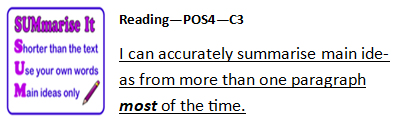 SUMmarise It
Shorter than the text
Use your own words
Main ideas only
Reading—POS4—C3
I can accurately summarise main ide-
as from more than one paragraph
most of the time.